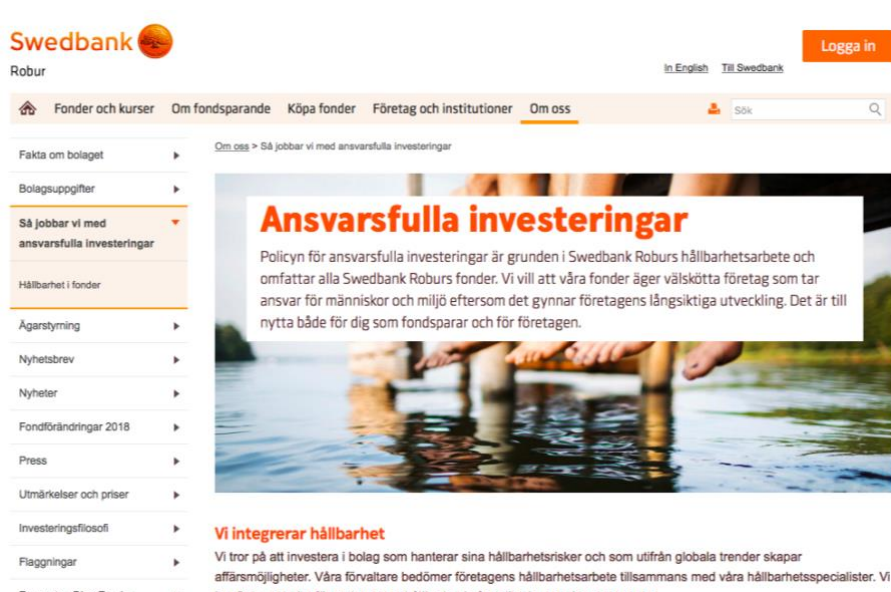 Swedbank
Robur
Logga in
In English Till Swedbank
Fonder och kurser Om fondsparande Köpa fonder Företag och institutioner Om oss Sök
Om oss > Så jobbar vi med ansvarsfulla investeringar
Fakta om bolaget
Bolagsuppgifter
Så jobbar vi med
ansvarsfulla investeringar
Hållbarhet i fonder
Ägarstyrning
Nyhetsbrev
Nyheter
Fondförändringar 2018
Press
Utmärkelser och priser
Investeringsfilosofi
Flaggningar
Ansvarsfulla investeringar
Policyn för ansvarsfulla investeringar är grunden i Swedbank Roburs hållbarhetsarbete och
omfattar alla Swedbank Roburs fonder. Vi vill att våra fonder äger välskötta företag som tar
ansvar för människor och miljö eftersom det gynnar företagens långsiktiga utveckling. Det är till
nytta både för dig som fondsparar och för företagen.
Vi integrerar hållbarhet
Vi tror på att investera i bolag som hanterar sina hållbarhetsrisker och som utifrån globala trender skapar
affärsmöjligheter. Våra förvaltare bedömer företagens hållbarhetsarbete tillsammans med våra hållbarhetsspecialister. Vi